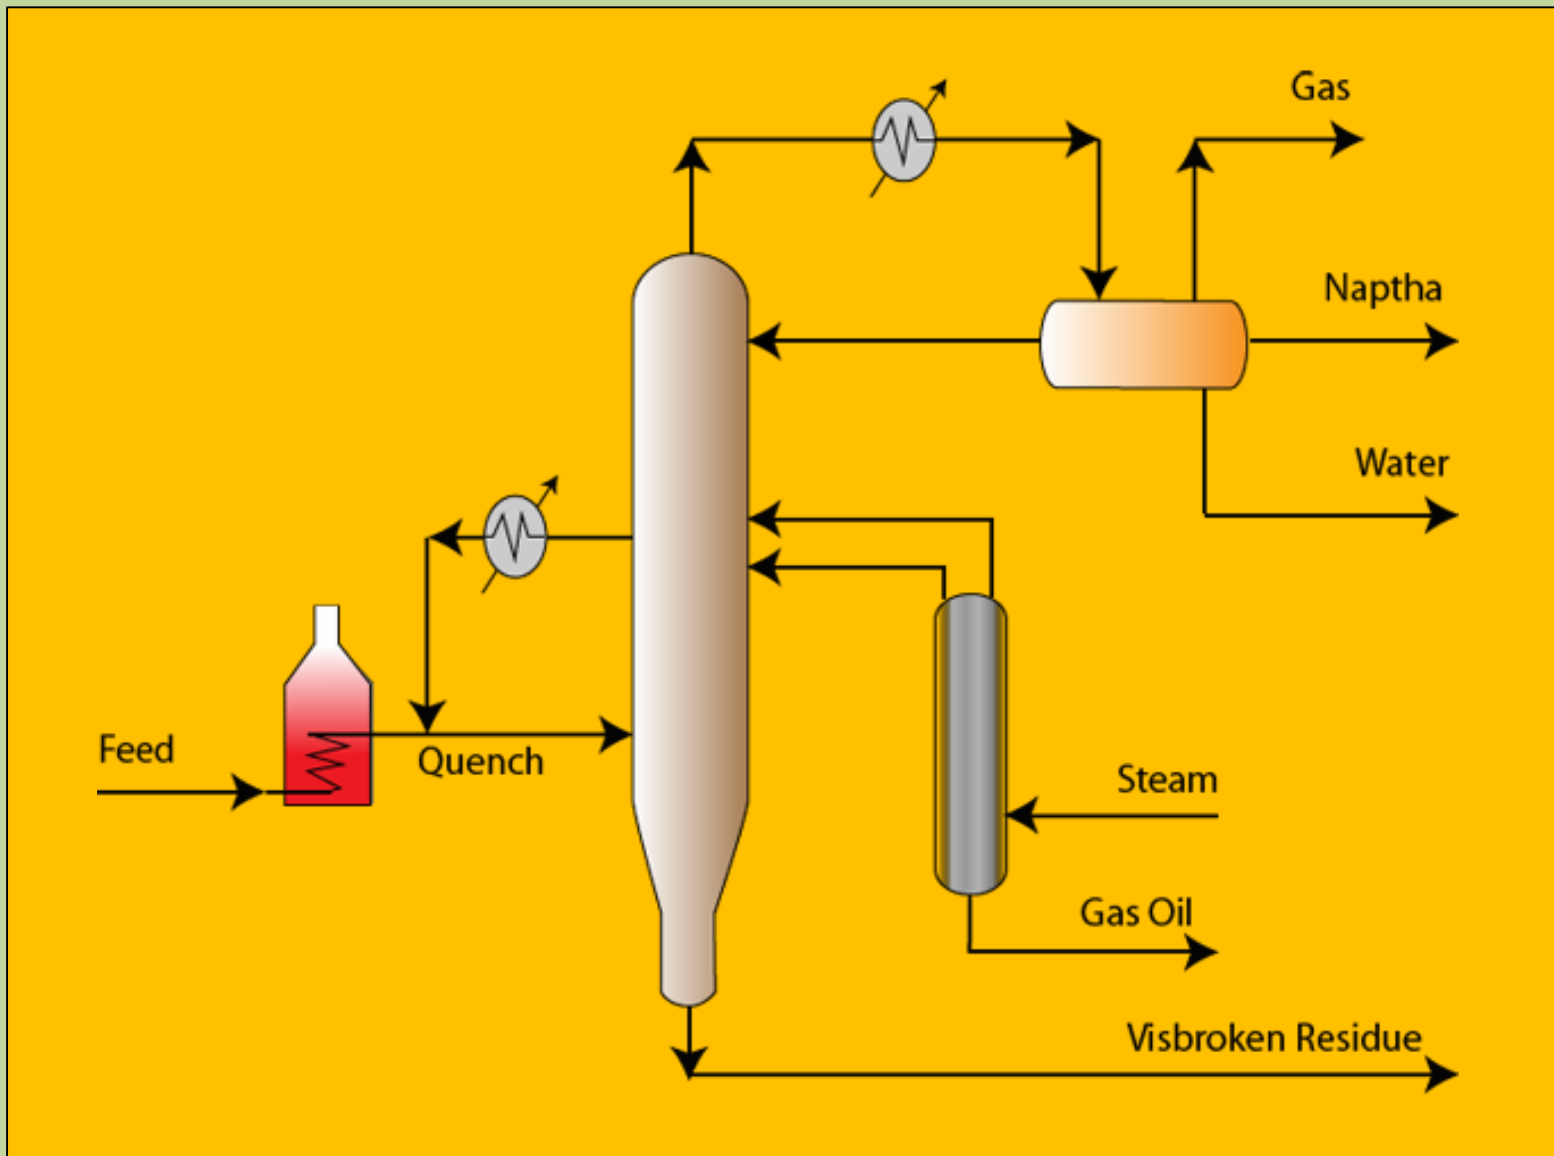 Gas
Naptha
Water
Feed
Quench
Steam
Gas Oil
Visbroken Residue